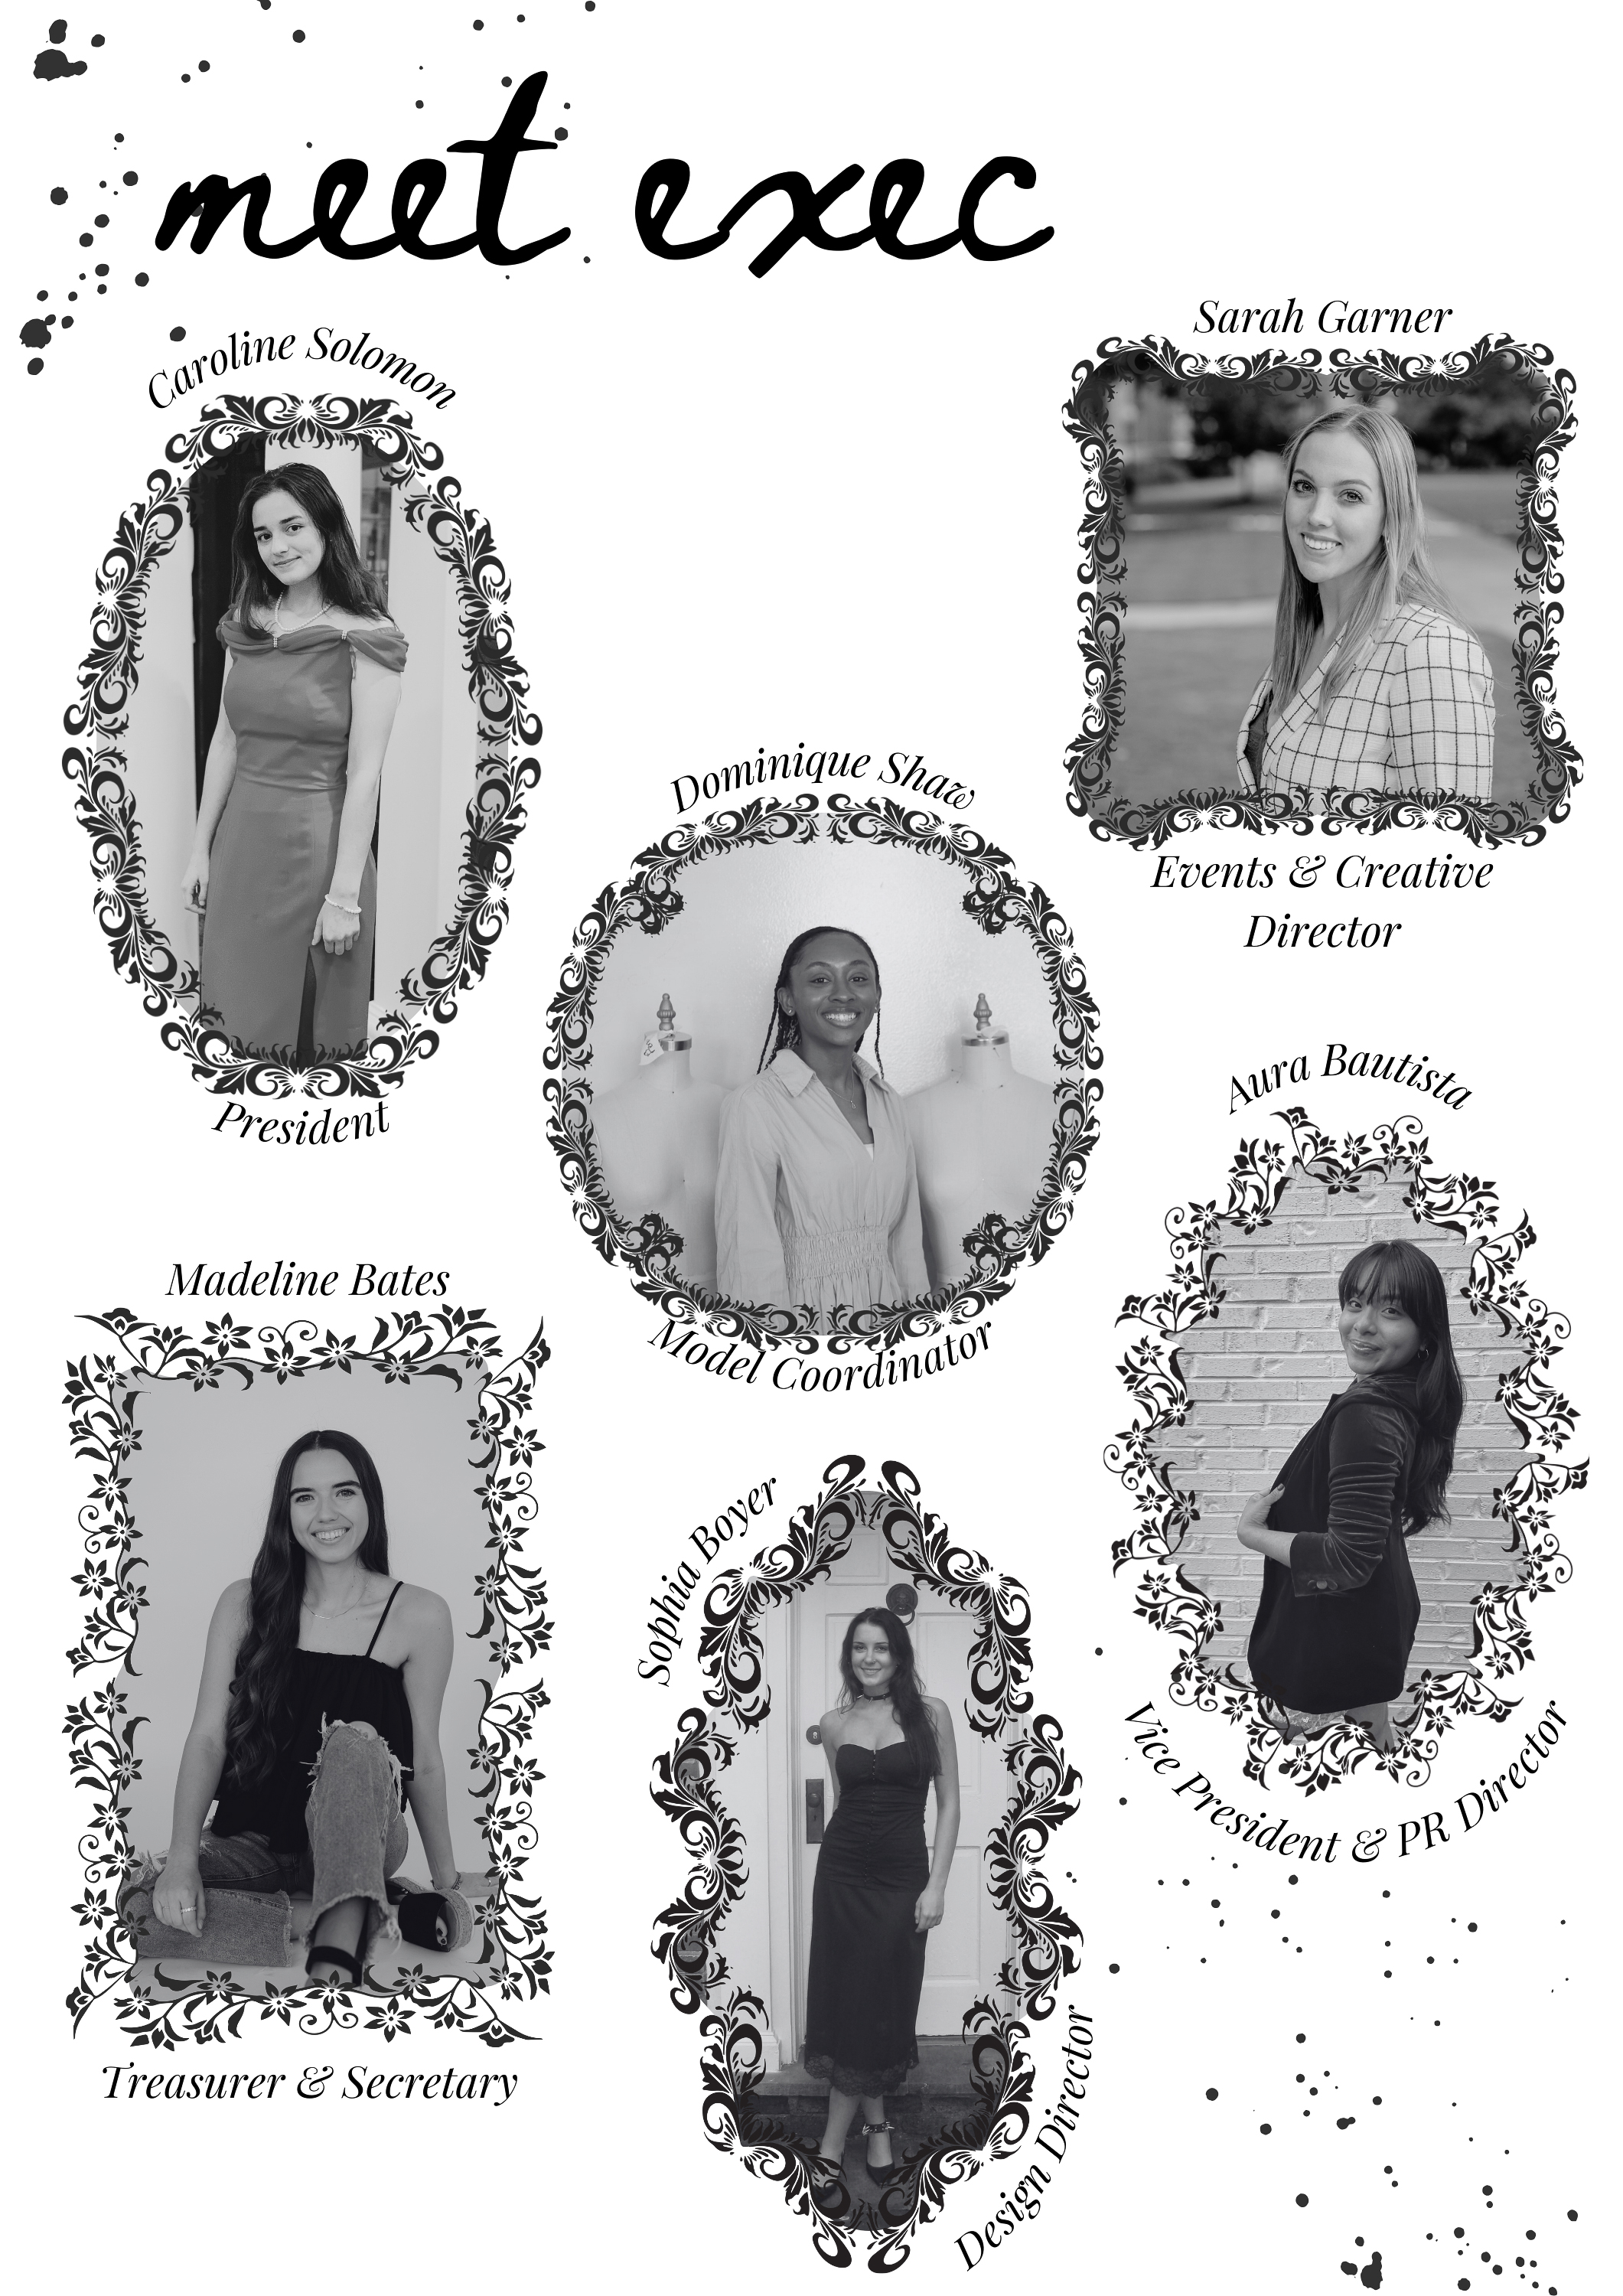 meet exec
Caroline Solomon
President
Sarah Garner
Events & Creative
Director
Dominique Shaw
Model Coordinator
Aura Bautista
Vice President & PR Director
Madeline Bates
Treasurer & Secretary
Sophia Boyer
Design Director